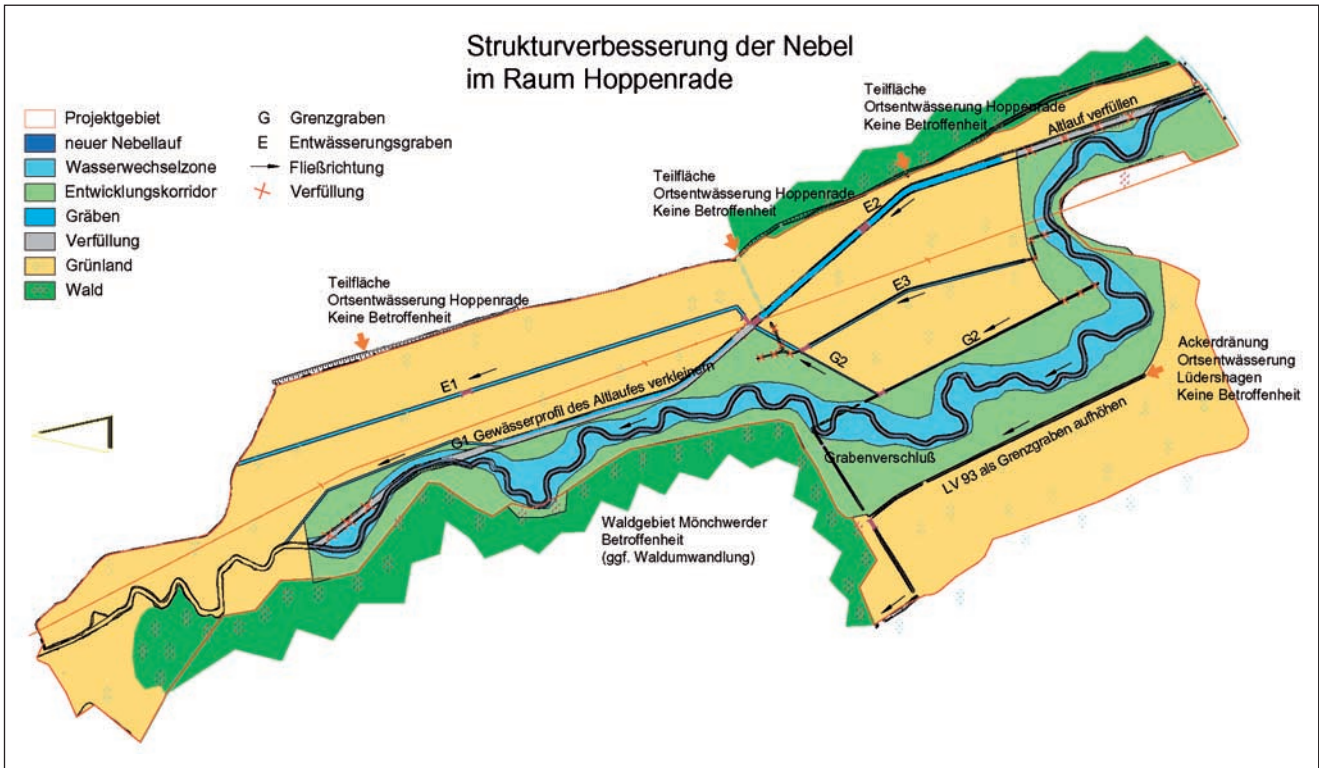 Strukturverbesserung der Nebel
im Raum Hoppenrade
Projektgebiet
neuer Nebellauf
Wasserwechselzone
Entwicklungskorridor
Gräben
Verfüllung
Grünland
Wald
G Grenzgraben
E Entwässerungsgraben
Fließrichtung
Verfüllung
Teilfläche
Ortsentwässerung Hoppenrade
Keine Betroffenheit
Altlauf verfüllen
Teilfläche
Ortsentwässerung Hoppenrade
Keine Betroffenheit
E2
Teilfläche
Ortsentwässerung Hoppenrade
Keine Betroffenheit
E3
G2
G2
E1
G1 Gewässerprofil des Altlaufes verkleinern
Ackerdränung
Ortsentwässerung
Lüdershagen
Keine Betroffenheit
Grabenverschluß
LV 93 als Grenzgraben aufhöhen
Waldgebiet Mönchwerder
Betroffenheit
(ggf. Waldumwandlung)